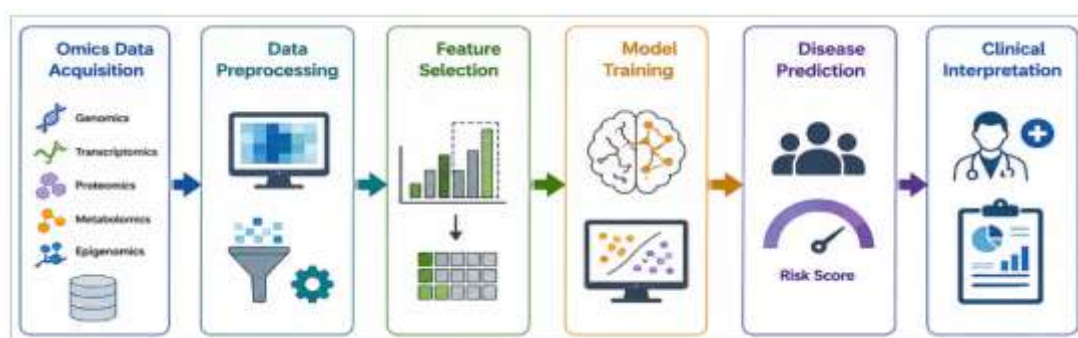 Omics Data
Acquisition
Genomics
Transcriptomics
Proteomics
Metabolomics
Epigenomics
Data
Preprocessing
Feature
Selection
Model
Training
Disease
Prediction
Risk Score
Clinical
Interpretation